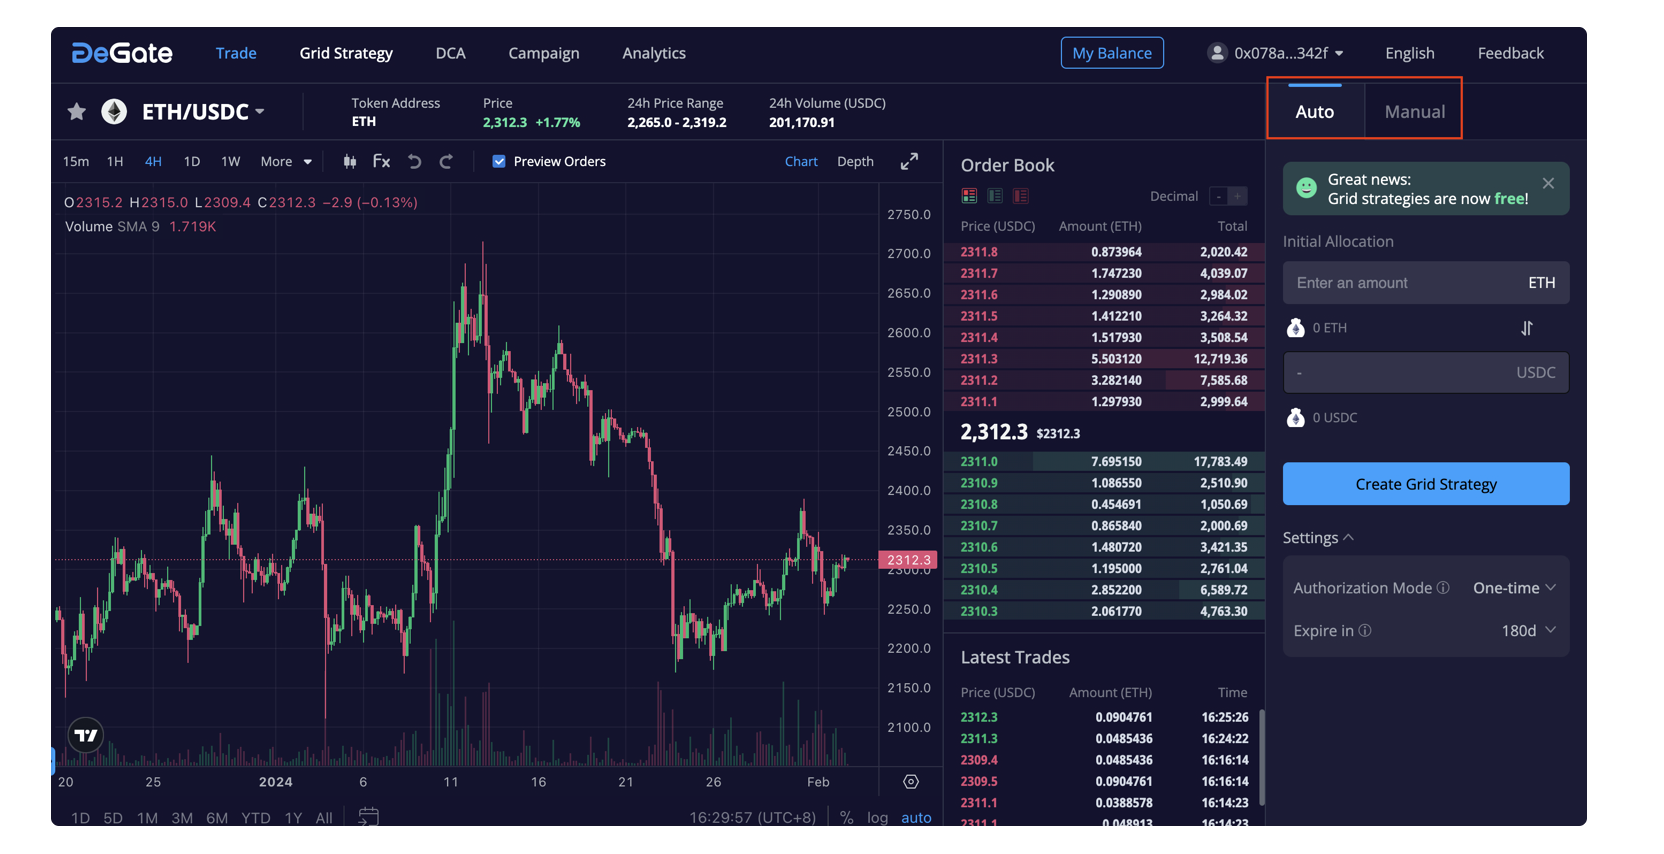 DeGate Trade Grid Strategy DCA Campaign Analytics My Balance 0x078a...342f English Feedback
ETH/USDC
Token Address Price 24h Price Range 24h Volume (USDC)
ETH 2,312.3 +1.77% 2,265.0 - 2,319.2 201,170.91
Auto Manual
15m 1H 4H 1D 1W More Fx Preview Orders Chart Depth
O2315.2 H2315.0 L2309.4 C2312.3 −2.9 (−0.13%)
Volume SMA 9 1.719K
2750.0
2700.0
2650.0
2600.0
2550.0
2500.0
2450.0
2400.0
2350.0
2312.3
2300.0
2250.0
2200.0
2150.0
2100.0
20 25 2024 6 11 16 21 26 Feb
1D 5D 1M 3M 6M YTD 1Y All 16:29:57 (UTC+8) % log auto
Order Book
Decimal - +
Price (USDC) Amount (ETH) Total
2311.8 0.873964 2,020.42
2311.7 1.747230 4,039.07
2311.6 1.290890 2,984.02
2311.5 1.412210 3,264.32
2311.4 1.517930 3,508.54
2311.3 5.503120 12,719.36
2311.2 3.282140 7,585.68
2311.1 1.297930 2,999.64
2,312.3 $2312.3
2311.0 7.695150 17,783.49
2310.9 1.086550 2,510.90
2310.8 0.454691 1,050.69
2310.7 0.865840 2,000.69
2310.6 1.480720 3,421.35
2310.5 1.195000 2,761.04
2310.4 2.852200 6,589.72
2310.3 2.061770 4,763.30
Latest Trades
Price (USDC) Amount (ETH) Time
2312.3 0.0904761 16:25:26
2311.3 0.0485436 16:24:22
2309.4 0.0485436 16:16:14
2309.5 0.0904761 16:16:14
2311.1 0.0388578 16:14:23
2311.1 0.048913 16:14:23
Great news:
Grid strategies are now free!
Initial Allocation
Enter an amount ETH
0 ETH
- USDC
0 USDC
Create Grid Strategy
Settings
Authorization Mode One-time
Expire in 180d